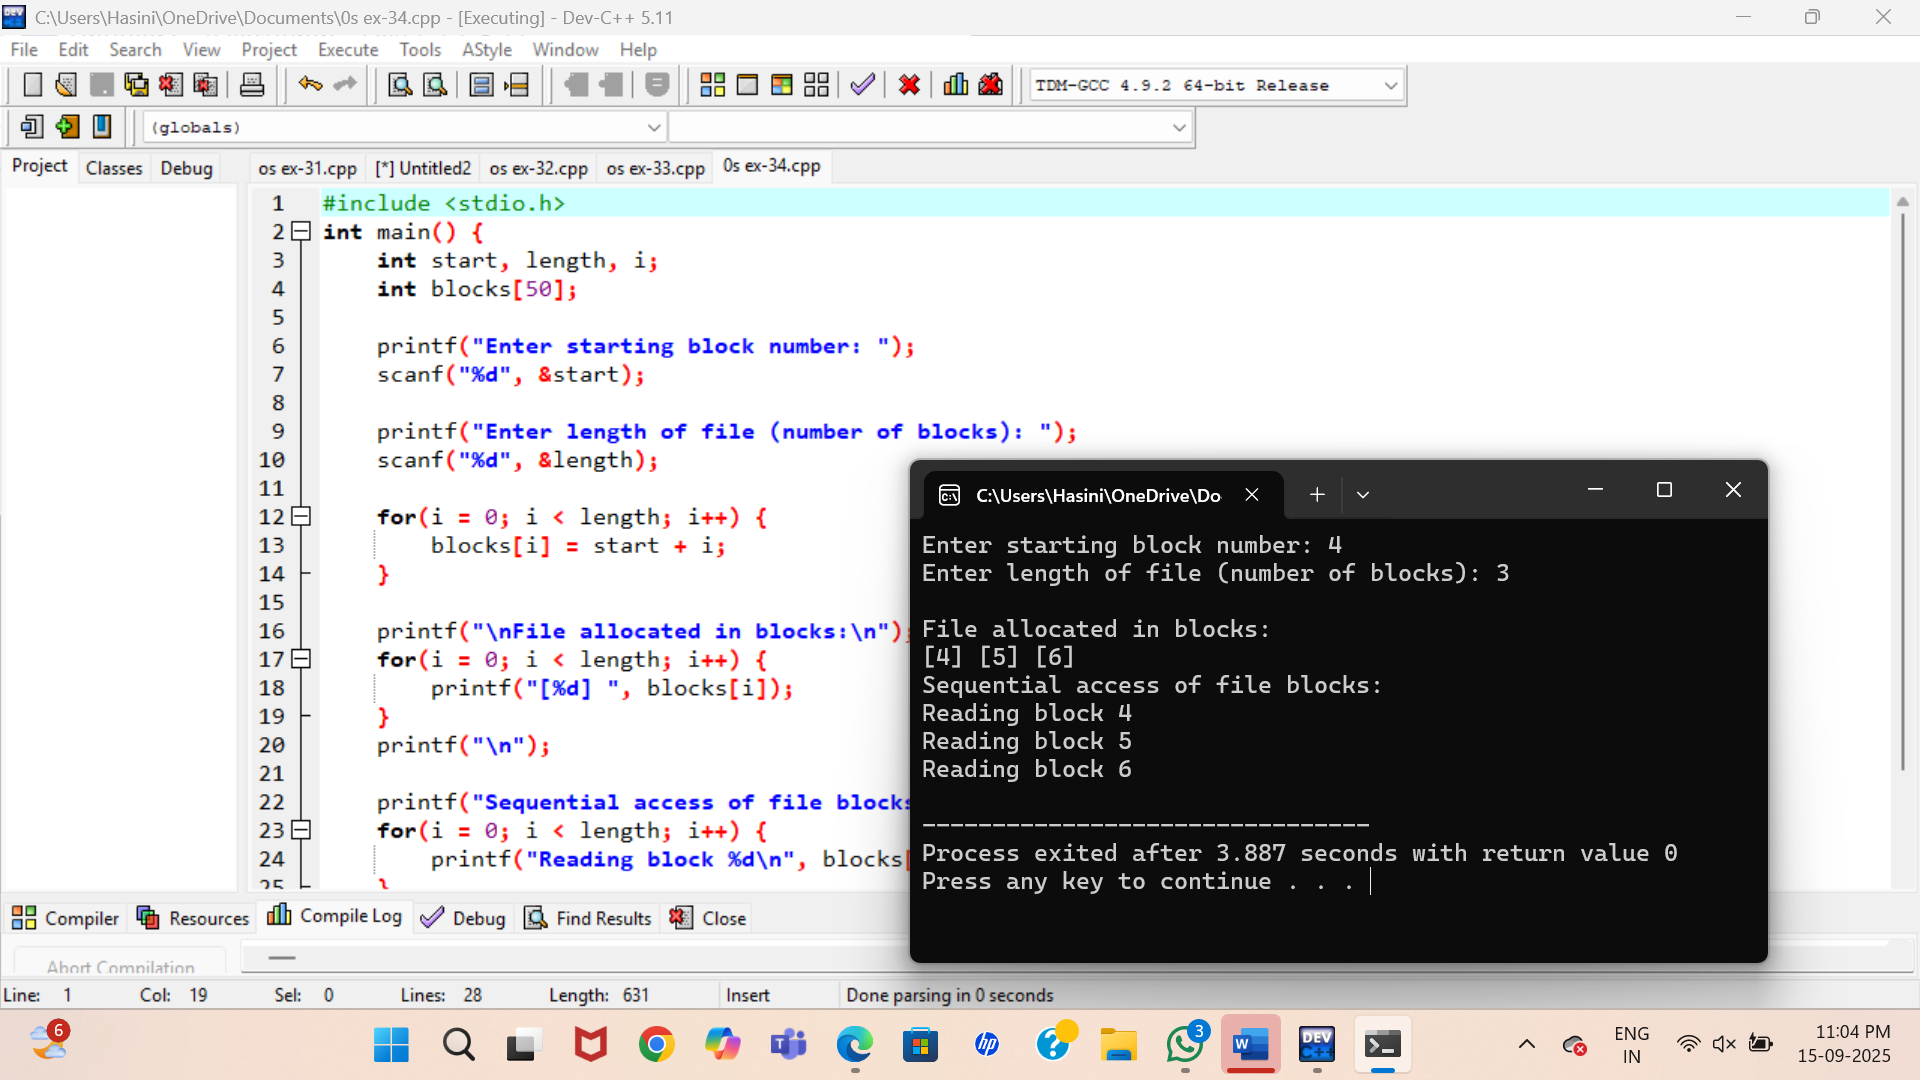 C:\Users\Hasini\OneDrive\Documents\0s ex-34.cpp - [Executing] - Dev-C++ 5.11
File Edit Search View Project Execute Tools AStyle Window Help
TDM-GCC 4.9.2 64-bit Release
(globals)
Project Classes Debug
os ex-31.cpp [*] Untitled2 os ex-32.cpp os ex-33.cpp 0s ex-34.cpp
1 #include <stdio.h>
2 int main() {
3 int start, length, i;
4 int blocks[50];
5
6 printf("Enter starting block number: ");
7 scanf("%d", &start);
8
9 printf("Enter length of file (number of blocks): ");
10 scanf("%d", &length);
11
12 for(i = 0; i < length; i++) {
13 blocks[i] = start + i;
14 }
15
16 printf("\nFile allocated in blocks:\n");
17 for(i = 0; i < length; i++) {
18 printf("[%d] ", blocks[i]);
19 }
20 printf("\n");
21
22 printf("Sequential access of file blocks
23 for(i = 0; i < length; i++) {
24 printf("Reading block %d\n", blocks[
25 }
C:\Users\Hasini\OneDrive\Do
Enter starting block number: 4
Enter length of file (number of blocks): 3
File allocated in blocks:
[4] [5] [6]
Sequential access of file blocks:
Reading block 4
Reading block 5
Reading block 6
--------------------------------
Process exited after 3.887 seconds with return value 0
Press any key to continue . . .
Compiler Resources Compile Log Debug Find Results Close
Abort Compilation
Line: 1 Col: 19 Sel: 0 Lines: 28 Length: 631 Insert Done parsing in 0 seconds
6
3
DEV C++
ENG
IN
11:04 PM
15-09-2025